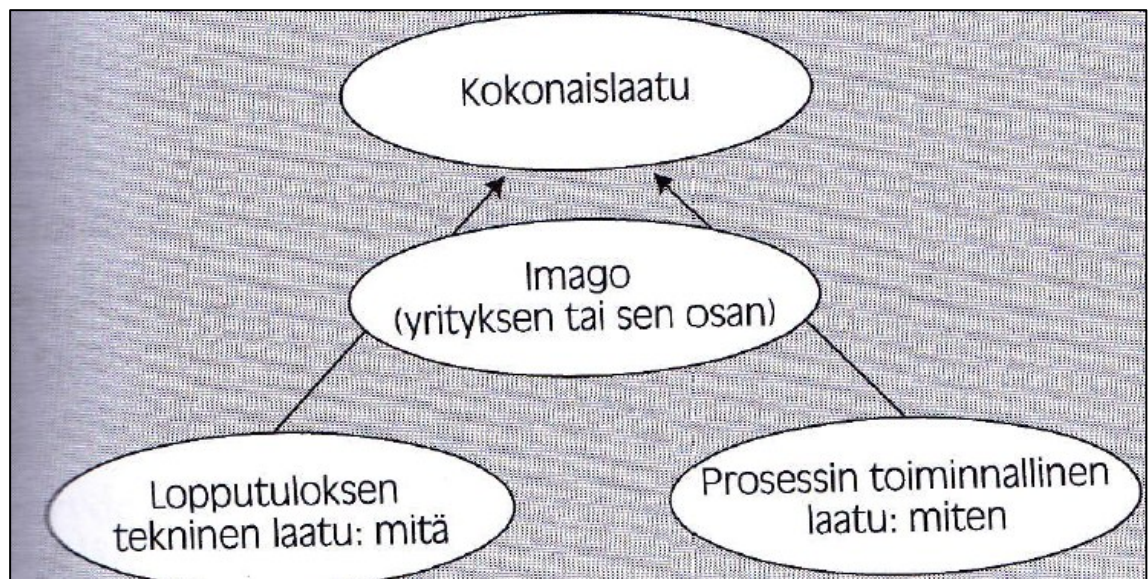 Kokonaislaatu
Imago
(yrityksen tai sen osan)
Lopputuloksen
tekninen laatu: mitä
Prosessin toiminnallinen
laatu: miten